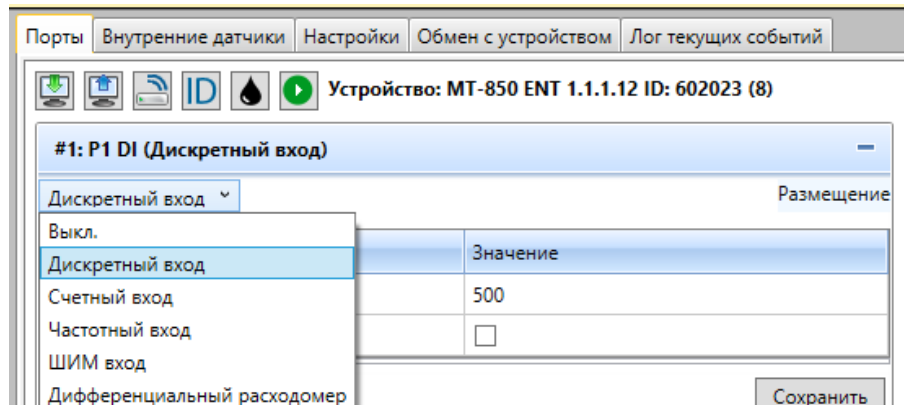 Порты Внутренние датчики Настройки Обмен с устройством Лог текущих событий
ID Устройство: MT-850 ENT 1.1.1.12 ID: 602023 (8)
#1: P1 DI (Дискретный вход)
Дискретный вход Размещение
Выкл.
Значение
Дискретный вход
Счетный вход 500
Частотный вход
ШИМ вход
Дифференциальный расходомер Сохранить